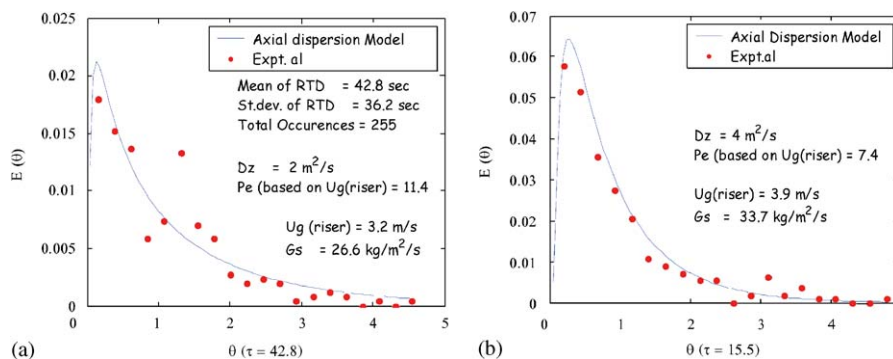 0.025
0.02
0.015
0.01
0.005
0
E (θ)
Axial dispersion Model
Expt.al
Mean of RTD = 42.8 sec
St.dev. of RTD = 36.2 sec
Total Occurences = 255
Dz = 2 m²/s
Pe (based on Ug(riser) = 11.4
Ug (riser) = 3.2 m/s
Gs = 26.6 kg/m²/s
0 1 2 3 4 5
(a)
θ (τ = 42.8)
0.07
0.06
0.05
0.04
0.03
0.02
0.01
0
E (θ)
Axial Dispersion Model
Expt.al
Dz = 4 m²/s
Pe (based on Ug(riser) = 7.4
Ug(riser) = 3.9 m/s
Gs = 33.7 kg/m²/s
0 1 2 3 4
(b)
θ (τ = 15.5)